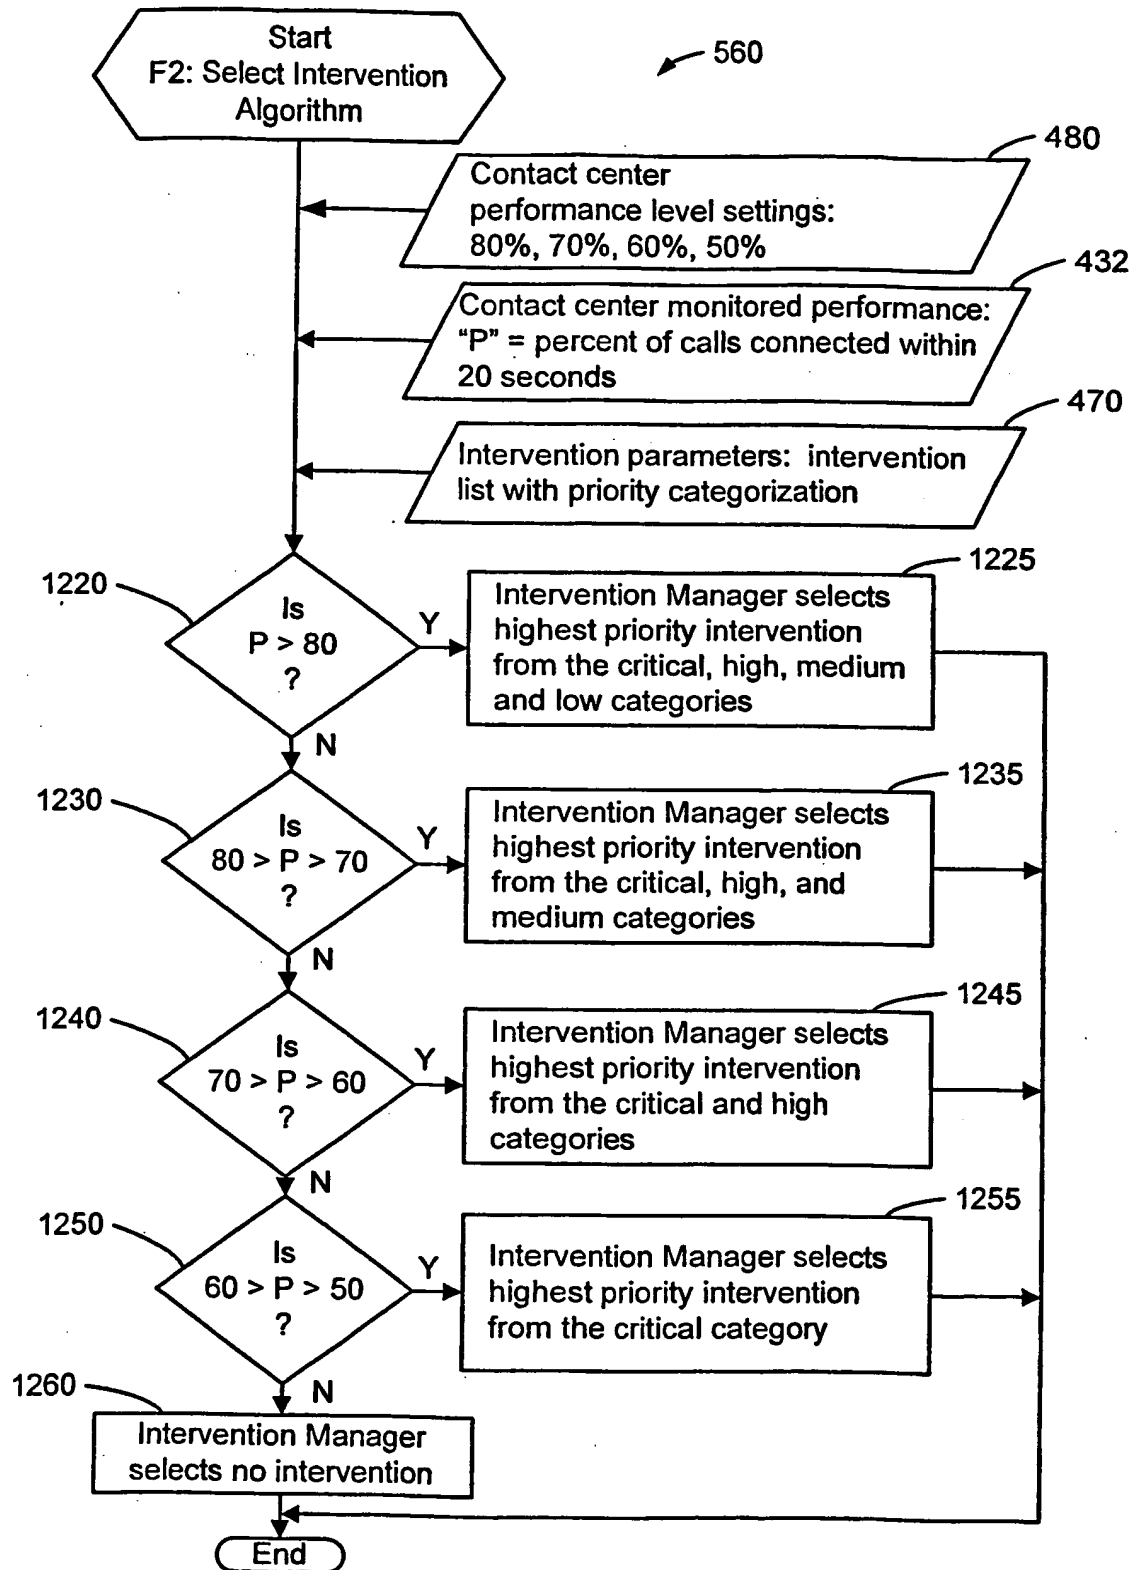 Start
F2: Select Intervention
Algorithm
560
480
Contact center
performance level settings:
80%, 70%, 60%, 50%
432
Contact center monitored performance:
"P" = percent of calls connected within
20 seconds
470
Intervention parameters: intervention
list with priority categorization
1220
Is
P > 80
?
Y
N
1225
Intervention Manager selects
highest priority intervention
from the critical, high, medium
and low categories
1230
Is
80 > P > 70
?
Y
N
1235
Intervention Manager selects
highest priority intervention
from the critical, high, and
medium categories
1240
Is
70 > P > 60
?
Y
N
1245
Intervention Manager selects
highest priority intervention
from the critical and high
categories
1250
Is
60 > P > 50
?
Y
N
1255
Intervention Manager selects
highest priority intervention
from the critical category
1260
Intervention Manager
selects no intervention
End